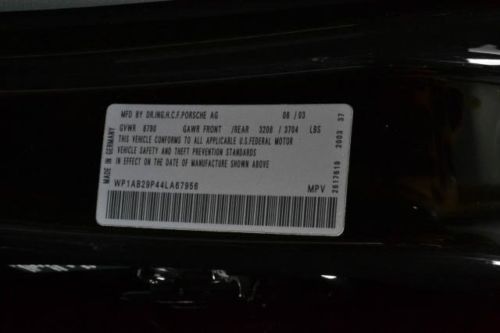 MFD BY DR.ING.H.C.F.PORSCHE AG 08 / 03
GVWR 6790 GAWR FRONT /REAR 3208 / 3704 LBS
THIS VEHICLE CONFORMS TO ALL APPLICABLE U.S.FEDERAL MOTOR
VEHICLE SAFETY AND THEFT PREVENTION STANDARDS
IN EFFECT ON THE DATE OF MANUFACTURE SHOWN ABOVE.
WP1AB29P44LA67956 MPV
MADE IN GERMANY
2617619 2003 37